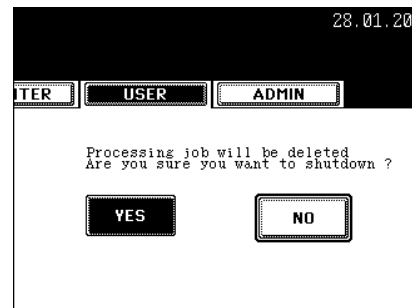 28.01.20
NTER USER ADMIN
Processing job will be deleted
Are you sure you want to shutdown ?
YES NO